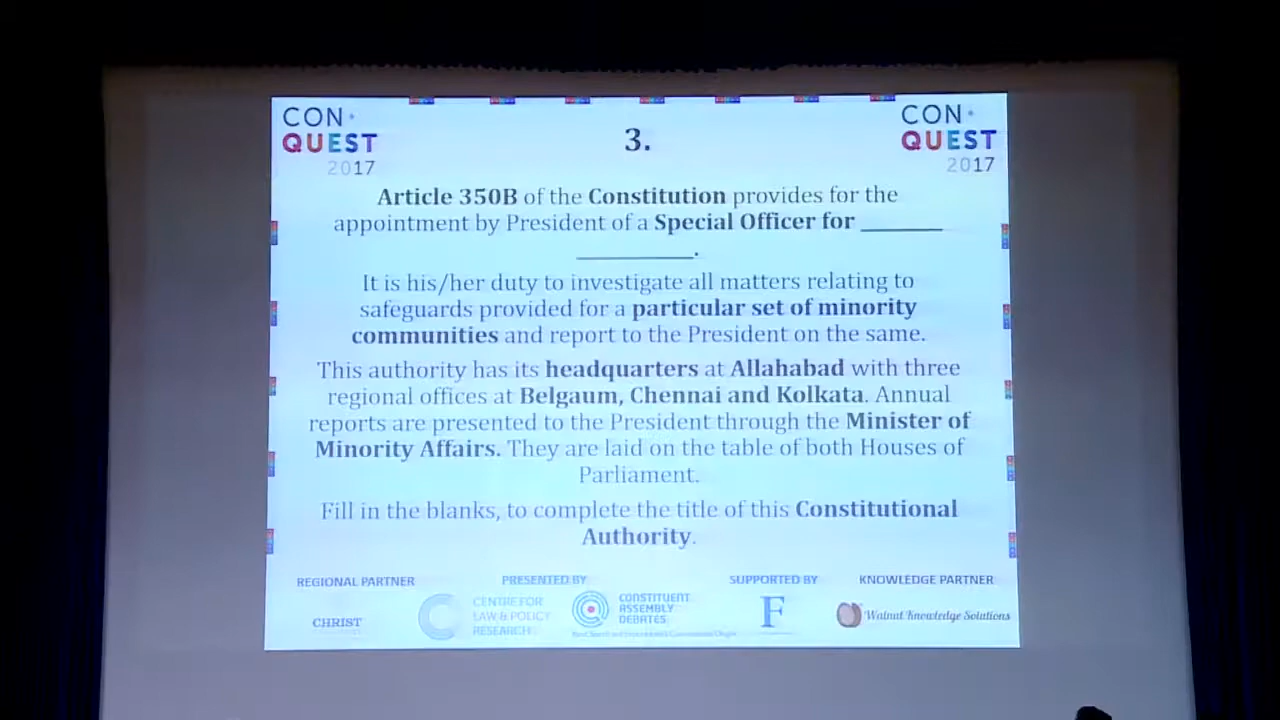 CON
QUEST
2017
3.
CON
QUEST
2017
Article 350B of the Constitution provides for the
appointment by President of a Special Officer for ________
___________.
It is his/her duty to investigate all matters relating to
safeguards provided for a particular set of minority
communities and report to the President on the same.
This authority has its headquarters at Allahabad with three
regional offices at Belgaum, Chennai and Kolkata. Annual
reports are presented to the President through the Minister of
Minority Affairs. They are laid on the table of both Houses of
Parliament.
Fill in the blanks, to complete the title of this Constitutional
Authority.
REGIONAL PARTNER
PRESENTED BY
SUPPORTED BY
KNOWLEDGE PARTNER
CHRIST
CENTRE FOR
LAW & POLICY
RESEARCH
CONSTITUENT
ASSEMBLY
DEBATES
F
Walnut Knowledge Solutions